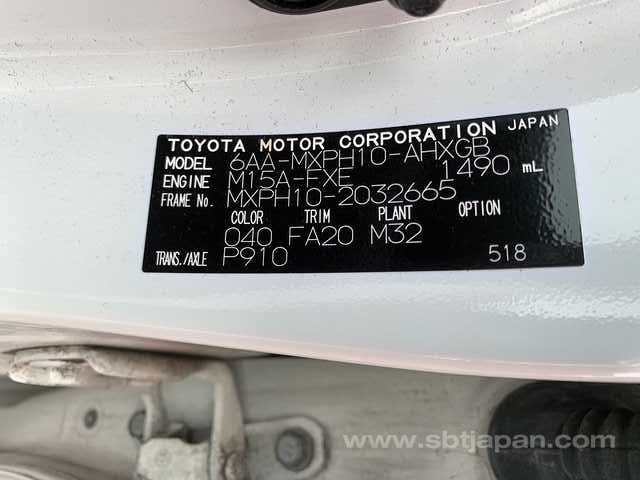 TOYOTA MOTOR CORPORATION JAPAN
MODEL 6AA-MXPH10-AHXGB
ENGINE M15A-FXE 1490 mL
FRAME No. MXPH10-2032665
COLOR TRIM PLANT OPTION
040 FA20 M32
TRANS./AXLE P910 518
www.sbtjapan.com